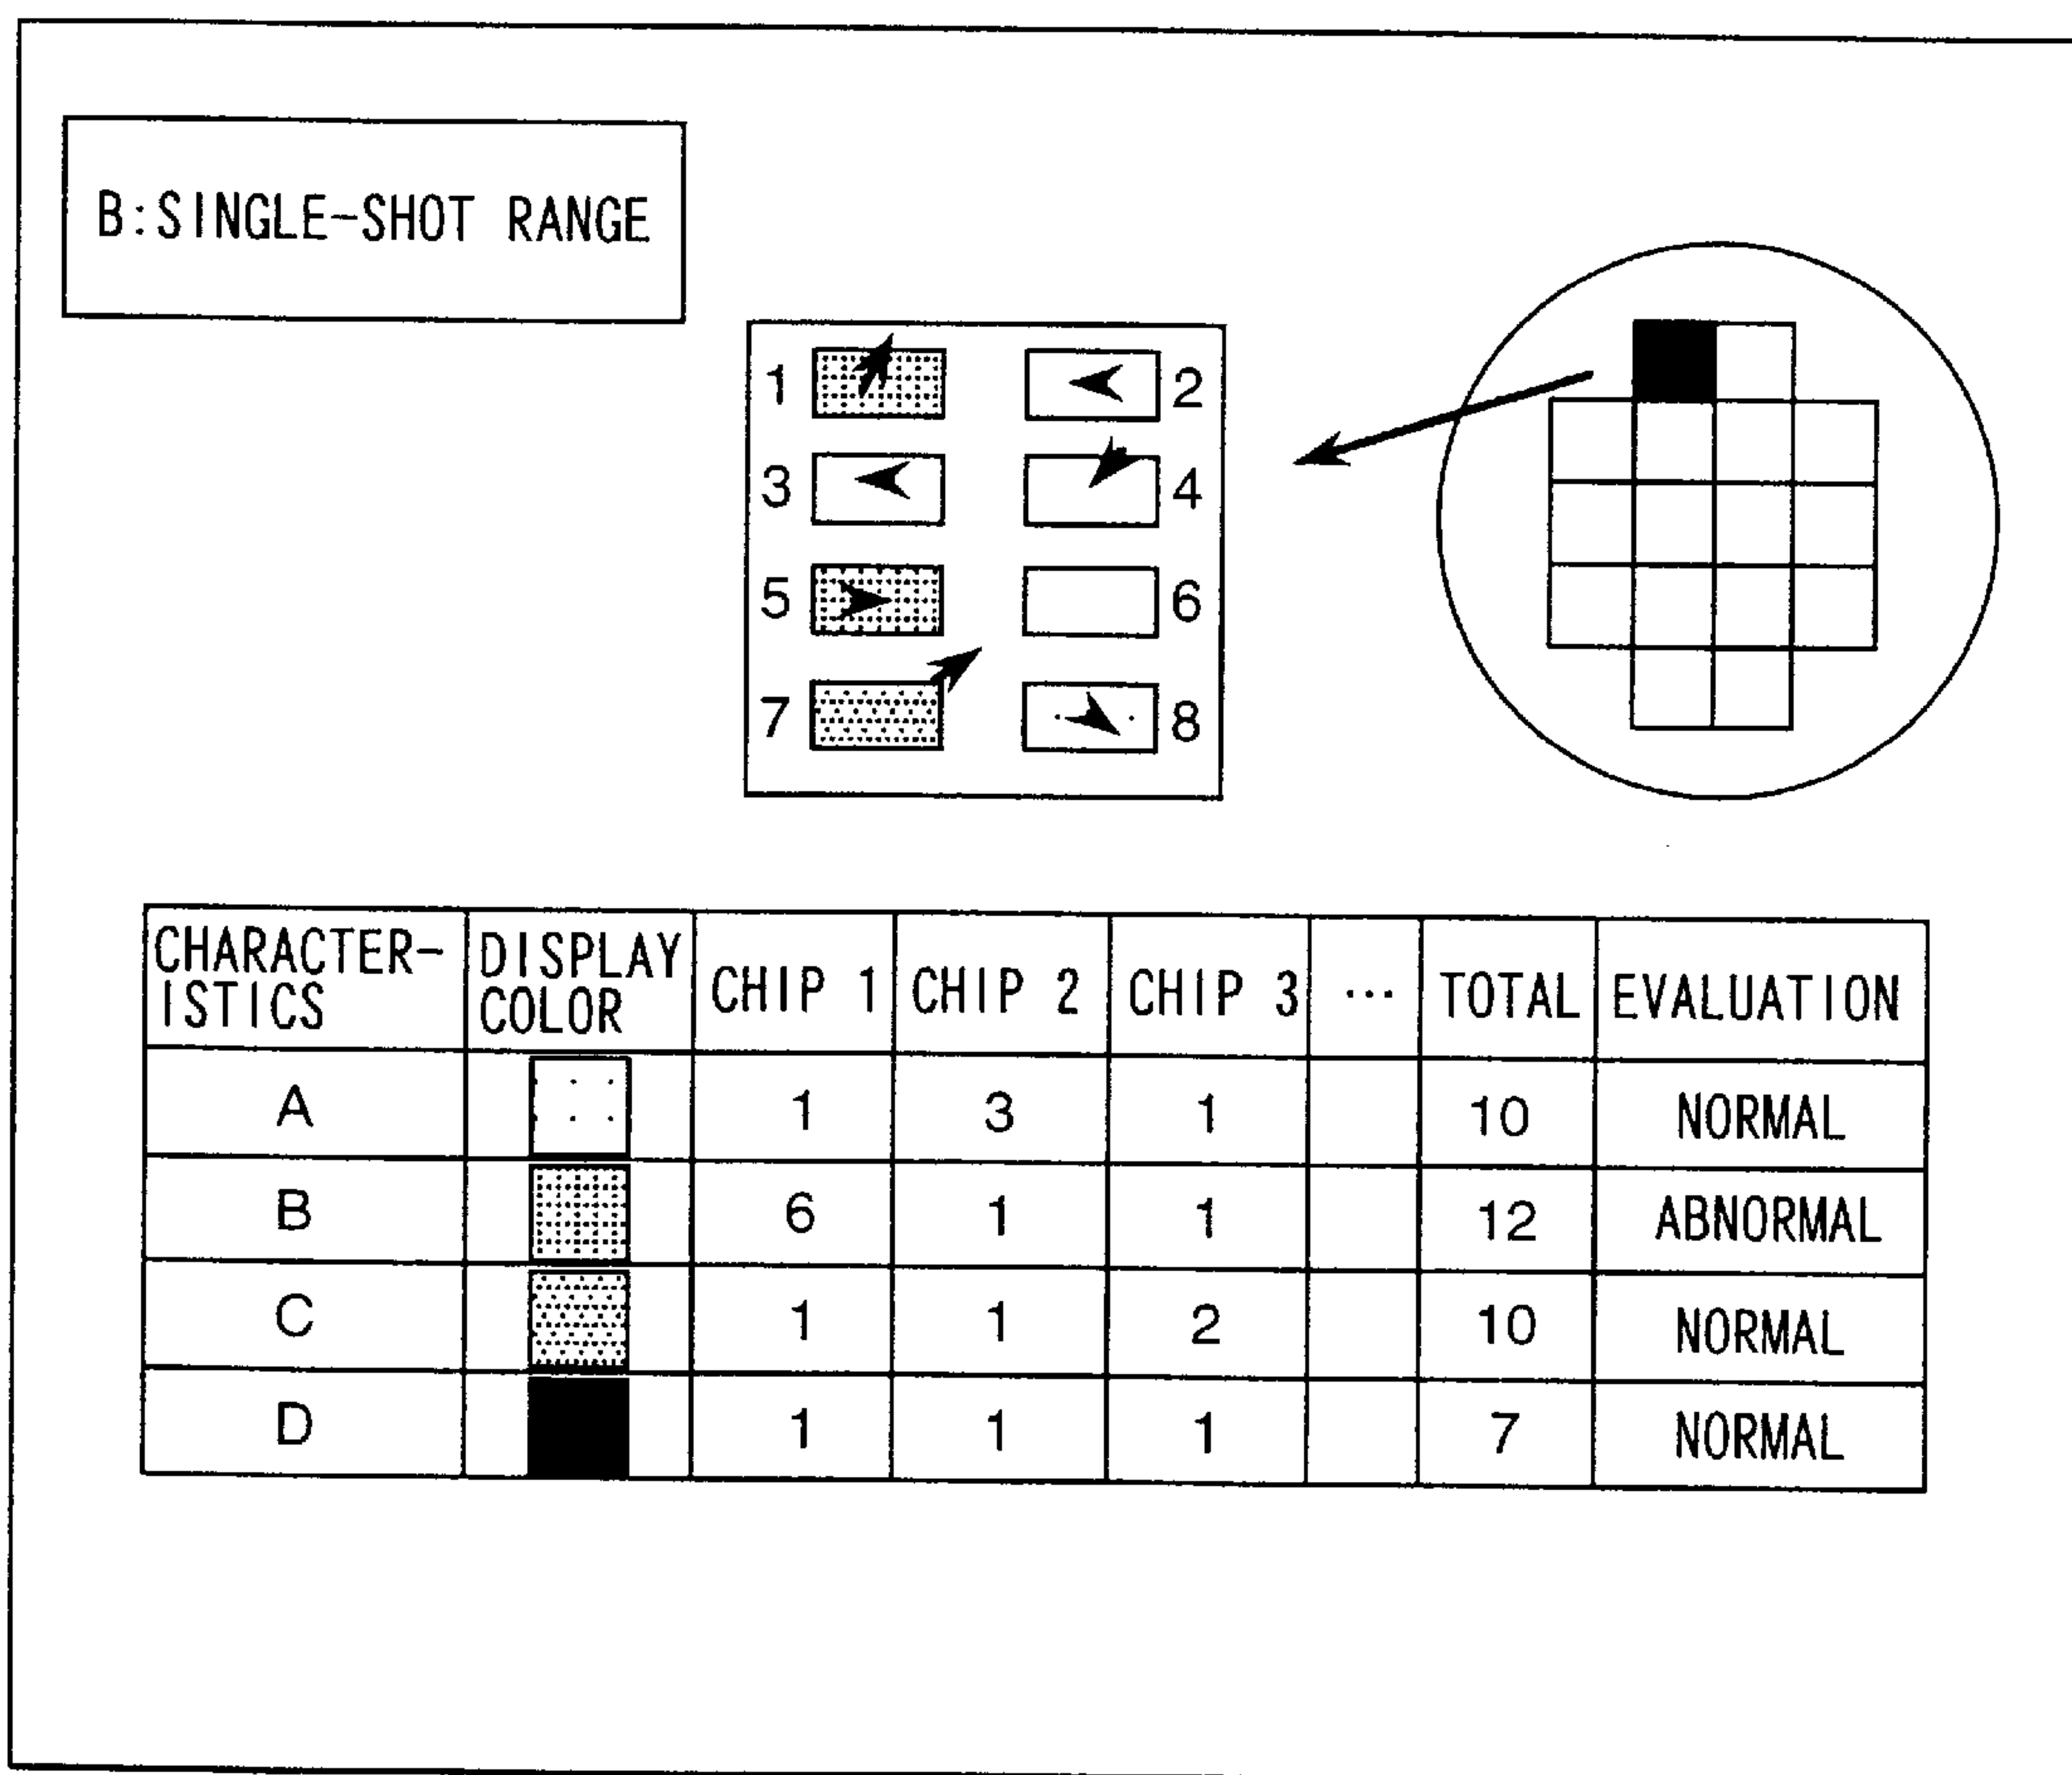 B:SINGLE-SHOT RANGE
1 2
3 4
5 6
7 8
CHARACTER-ISTICS DISPLAY COLOR CHIP 1 CHIP 2 CHIP 3 ... TOTAL EVALUATION
A 1 3 1 10 NORMAL
B 6 1 1 12 ABNORMAL
C 1 1 2 10 NORMAL
D 1 1 1 7 NORMAL